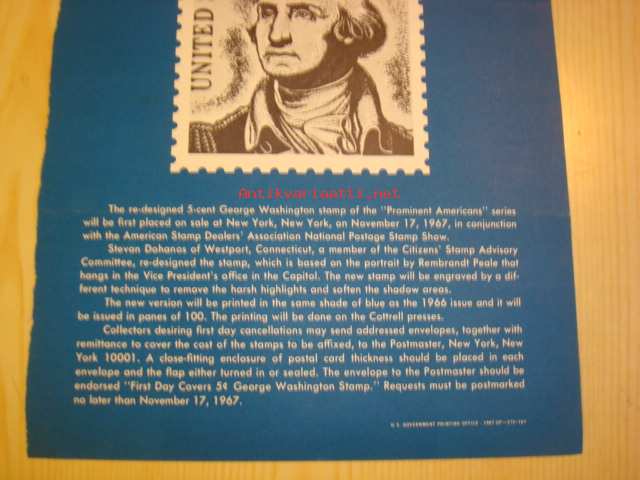 UNITED
Antikvariaatti.net
The re-designed 5-cent George Washington stamp of the "Prominent Americans" series
will be first placed on sale at New York, New York, on November 17, 1967, in conjunction
with the American Stamp Dealers' Association National Postage Stamp Show.
Stevan Dohanos of Westport, Connecticut, a member of the Citizens' Stamp Advisory
Committee, re-designed the stamp, which is based on the portrait by Rembrandt Peale that
hangs in the Vice President's office in the Capitol. The new stamp will be engraved by a dif-
ferent technique to remove the harsh highlights and soften the shadow areas.
The new version will be printed in the same shade of blue as the 1966 issue and it will
be issued in panes of 100. The printing will be done on the Cottrell presses.
Collectors desiring first day cancellations may send addressed envelopes, together with
remittance to cover the cost of the stamps to be affixed, to the Postmaster, New York, New
York 10001. A close-fitting enclosure of postal card thickness should be placed in each
envelope and the flap either turned in or sealed. The envelope to the Postmaster should be
endorsed "First Day Covers 5¢ George Washington Stamp." Requests must be postmarked
no later than November 17, 1967.
U.S. GOVERNMENT PRINTING OFFICE